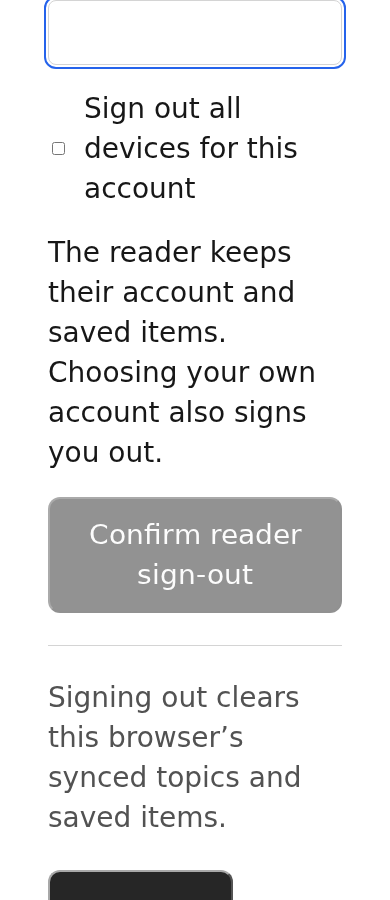 Sign out all
devices for this
account
The reader keeps
their account and
saved items.
Choosing your own
account also signs
you out.
Confirm reader
sign-out
Signing out clears
this browser’s
synced topics and
saved items.